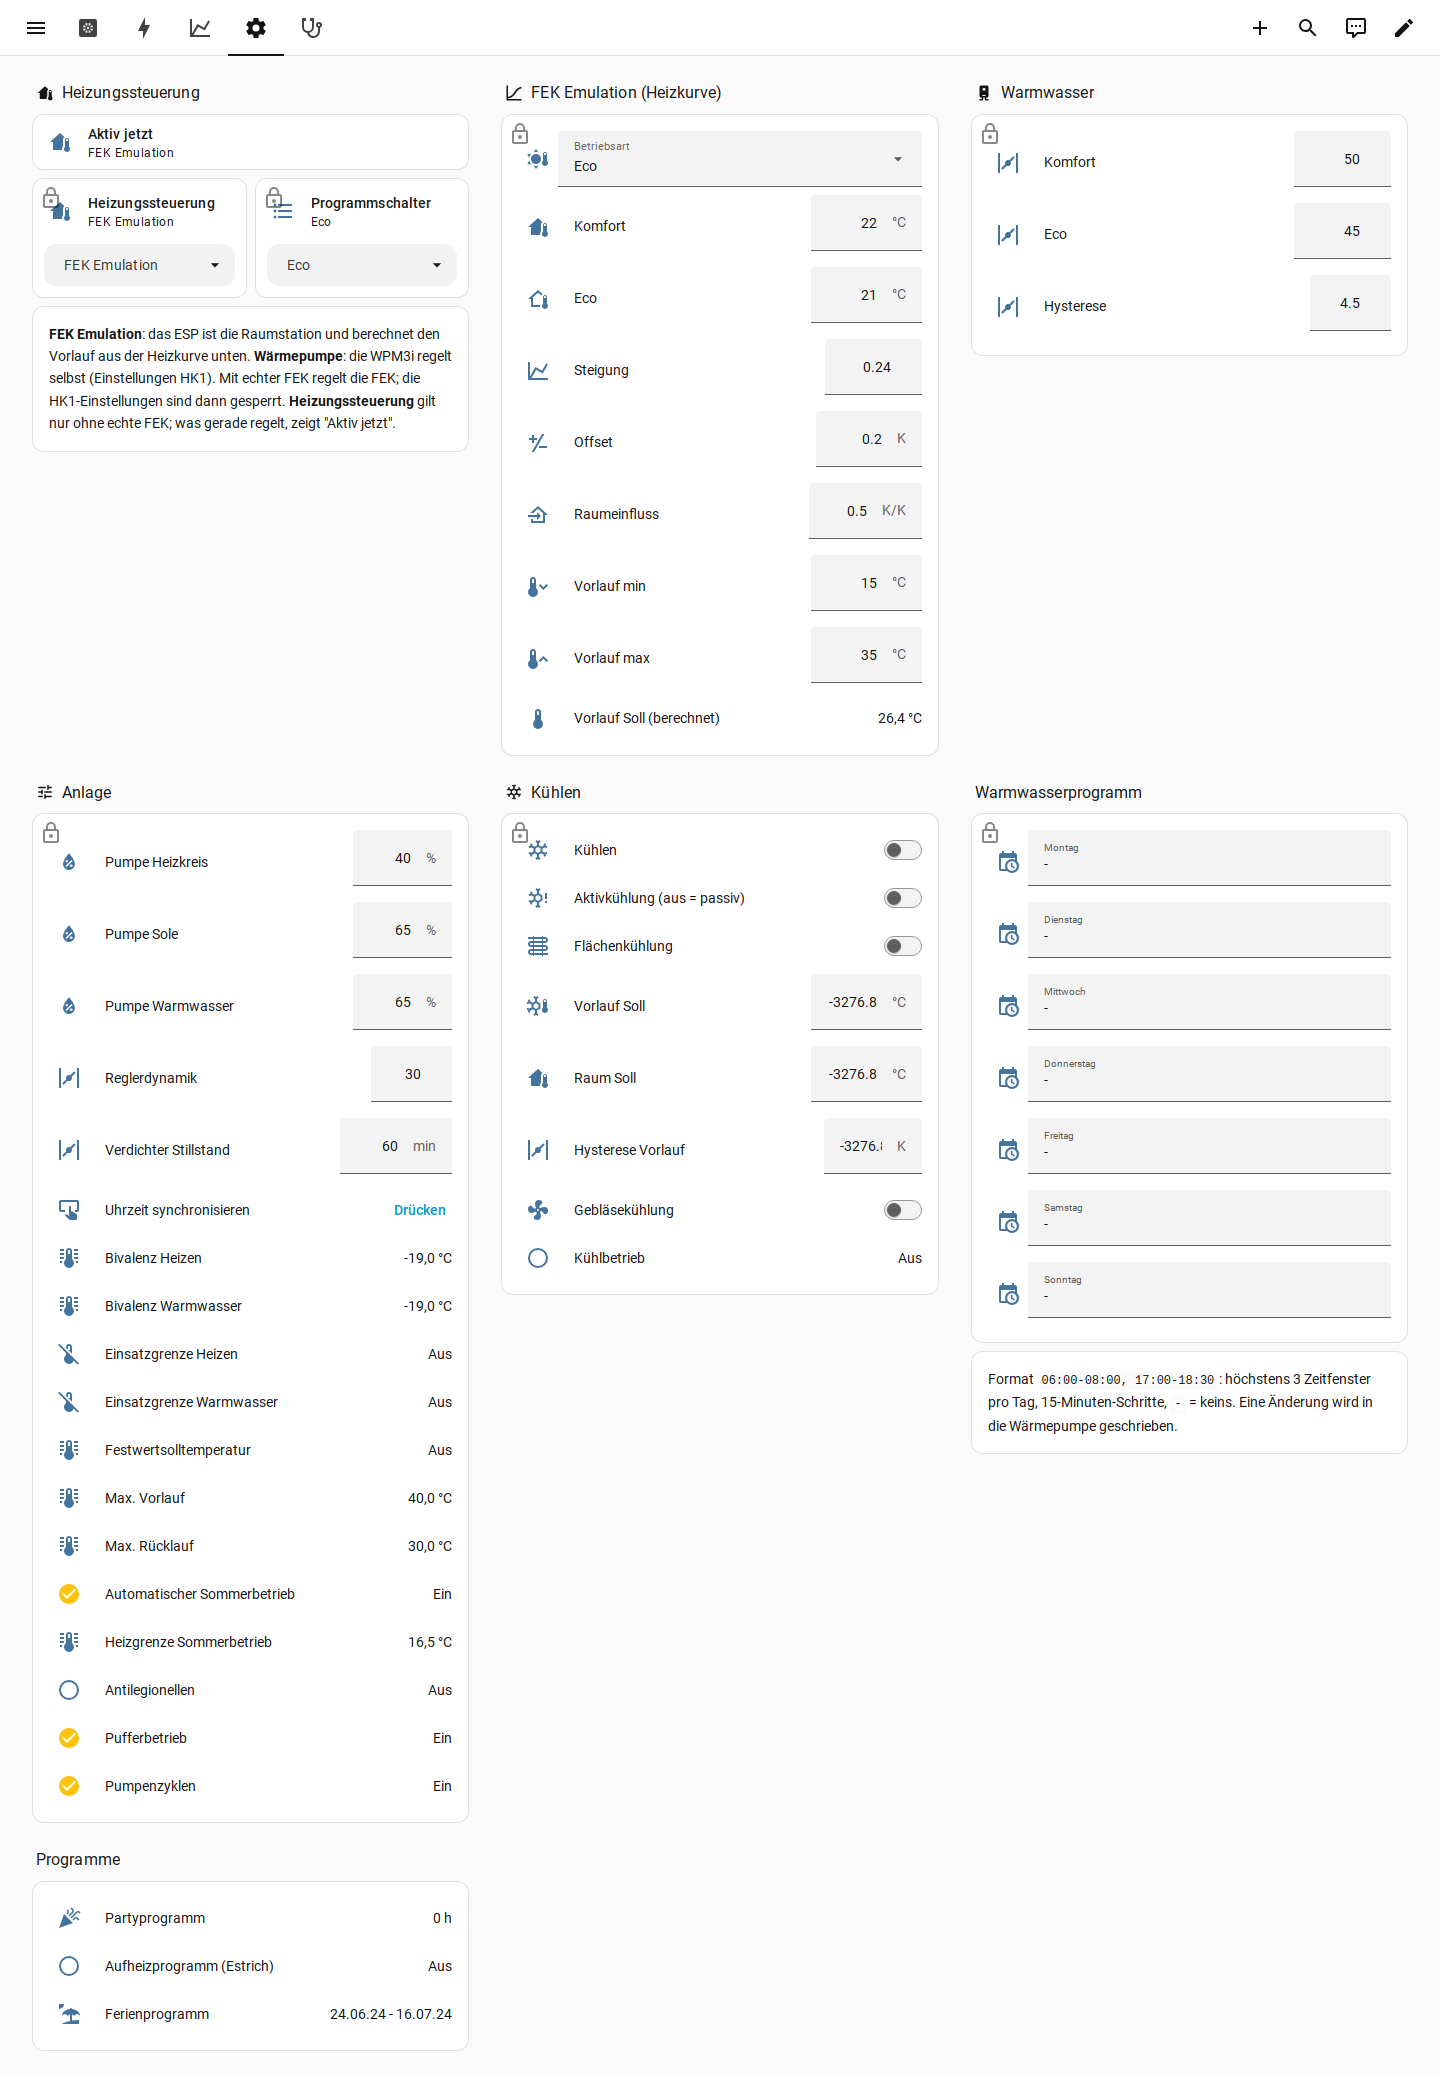 Heizungssteuerung
Aktiv jetzt
FEK Emulation
Heizungssteuerung
FEK Emulation
FEK Emulation
Programmschalter
Eco
Eco
FEK Emulation: das ESP ist die Raumstation und berechnet den
Vorlauf aus der Heizkurve unten. Wärmepumpe: die WPM3i regelt
selbst (Einstellungen HK1). Mit echter FEK regelt die FEK; die
HK1-Einstellungen sind dann gesperrt. Heizungssteuerung gilt
nur ohne echte FEK; was gerade regelt, zeigt "Aktiv jetzt".
FEK Emulation (Heizkurve)
Betriebsart
Eco
Komfort 22 °C
Eco 21 °C
Steigung 0.24
Offset 0.2 K
Raumeinfluss 0.5 K/K
Vorlauf min 15 °C
Vorlauf max 35 °C
Vorlauf Soll (berechnet) 26,4 °C
Warmwasser
Komfort 50
Eco 45
Hysterese 4.5
Anlage
Pumpe Heizkreis 40 %
Pumpe Sole 65 %
Pumpe Warmwasser 65 %
Reglerdynamik 30
Verdichter Stillstand 60 min
Uhrzeit synchronisieren Drücken
Bivalenz Heizen -19,0 °C
Bivalenz Warmwasser -19,0 °C
Einsatzgrenze Heizen Aus
Einsatzgrenze Warmwasser Aus
Festwertsolltemperatur Aus
Max. Vorlauf 40,0 °C
Max. Rücklauf 30,0 °C
Automatischer Sommerbetrieb Ein
Heizgrenze Sommerbetrieb 16,5 °C
Antilegionellen Aus
Pufferbetrieb Ein
Pumpenzyklen Ein
Kühlen
Kühlen
Aktivkühlung (aus = passiv)
Flächenkühlung
Vorlauf Soll -3276.8 °C
Raum Soll -3276.8 °C
Hysterese Vorlauf -3276. K
Gebläsekühlung
Kühlbetrieb Aus
Warmwasserprogramm
Montag
-
Dienstag
-
Mittwoch
-
Donnerstag
-
Freitag
-
Samstag
-
Sonntag
-
Format 06:00-08:00, 17:00-18:30 : höchstens 3 Zeitfenster
pro Tag, 15-Minuten-Schritte, - = keins. Eine Änderung wird in
die Wärmepumpe geschrieben.
Programme
Partyprogramm 0 h
Aufheizprogramm (Estrich) Aus
Ferienprogramm 24.06.24 - 16.07.24